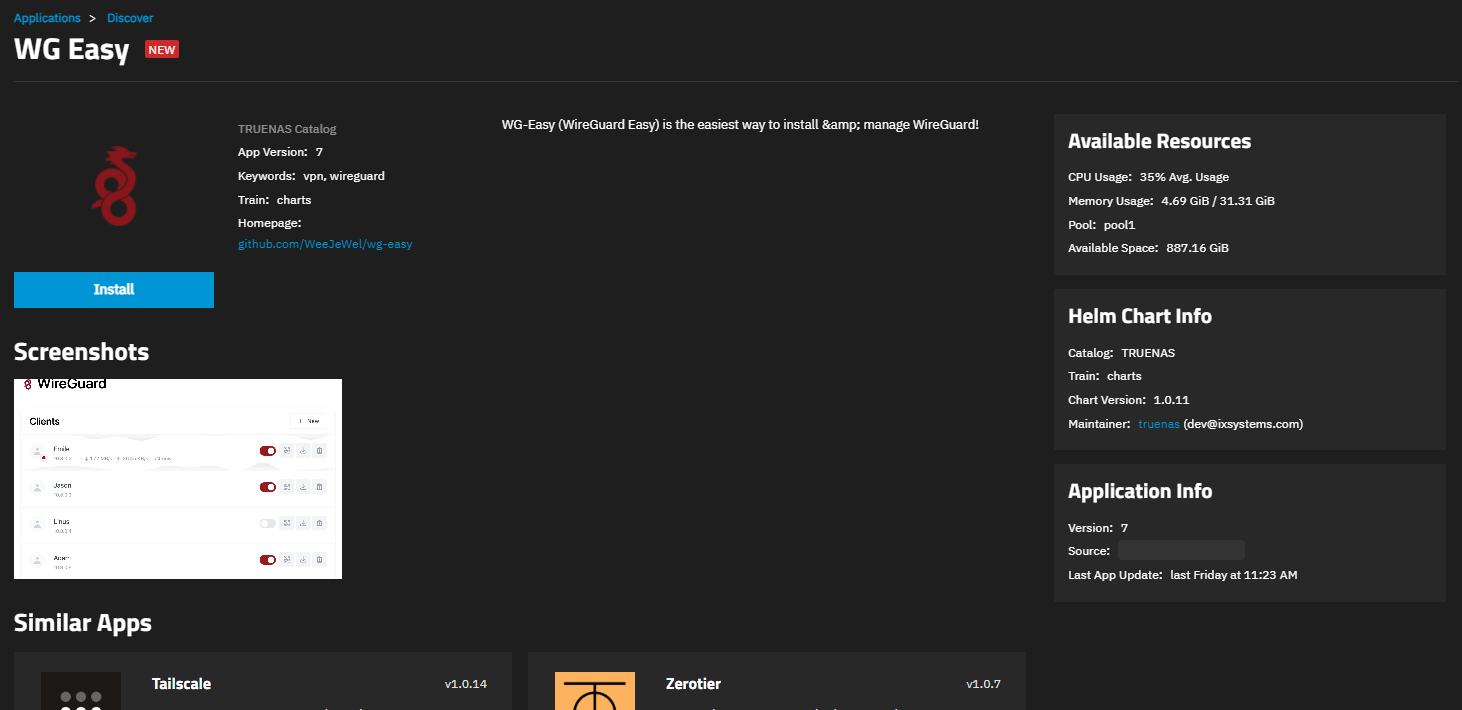 Applications > Discover
WG Easy NEW
TRUENAS Catalog
App Version: 7
Keywords: vpn, wireguard
Train: charts
Homepage:
github.com/WeeJeWel/wg-easy
Install
WG-Easy (WireGuard Easy) is the easiest way to install &amp; manage WireGuard!
Screenshots
WireGuard
Clients
New
Emile
Jason
Linus
Adam
Similar Apps
Tailscale v1.0.14
Zerotier v1.0.7
Available Resources
CPU Usage: 35% Avg. Usage
Memory Usage: 4.69 GiB / 31.31 GiB
Pool: pool1
Available Space: 887.16 GiB
Helm Chart Info
Catalog: TRUENAS
Train: charts
Chart Version: 1.0.11
Maintainer: truenas (dev@ixsystems.com)
Application Info
Version: 7
Source:
Last App Update: last Friday at 11:23 AM